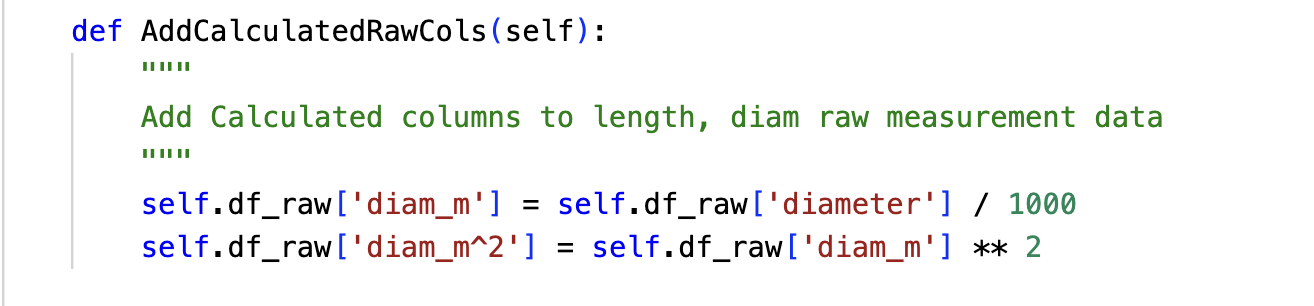 def AddCalculatedRawCols(self):
"""
Add Calculated columns to length, diam raw measurement data
"""
self.df_raw['diam_m'] = self.df_raw['diameter'] / 1000
self.df_raw['diam_m^2'] = self.df_raw['diam_m'] ** 2